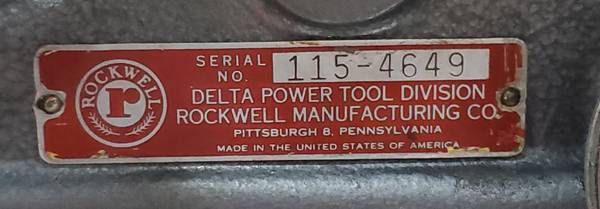 ROCKWELL
r
SERIAL NO. 115-4649
DELTA POWER TOOL DIVISION
ROCKWELL MANUFACTURING CO.
PITTSBURGH 8, PENNSYLVANIA
MADE IN THE UNITED STATES OF AMERICA